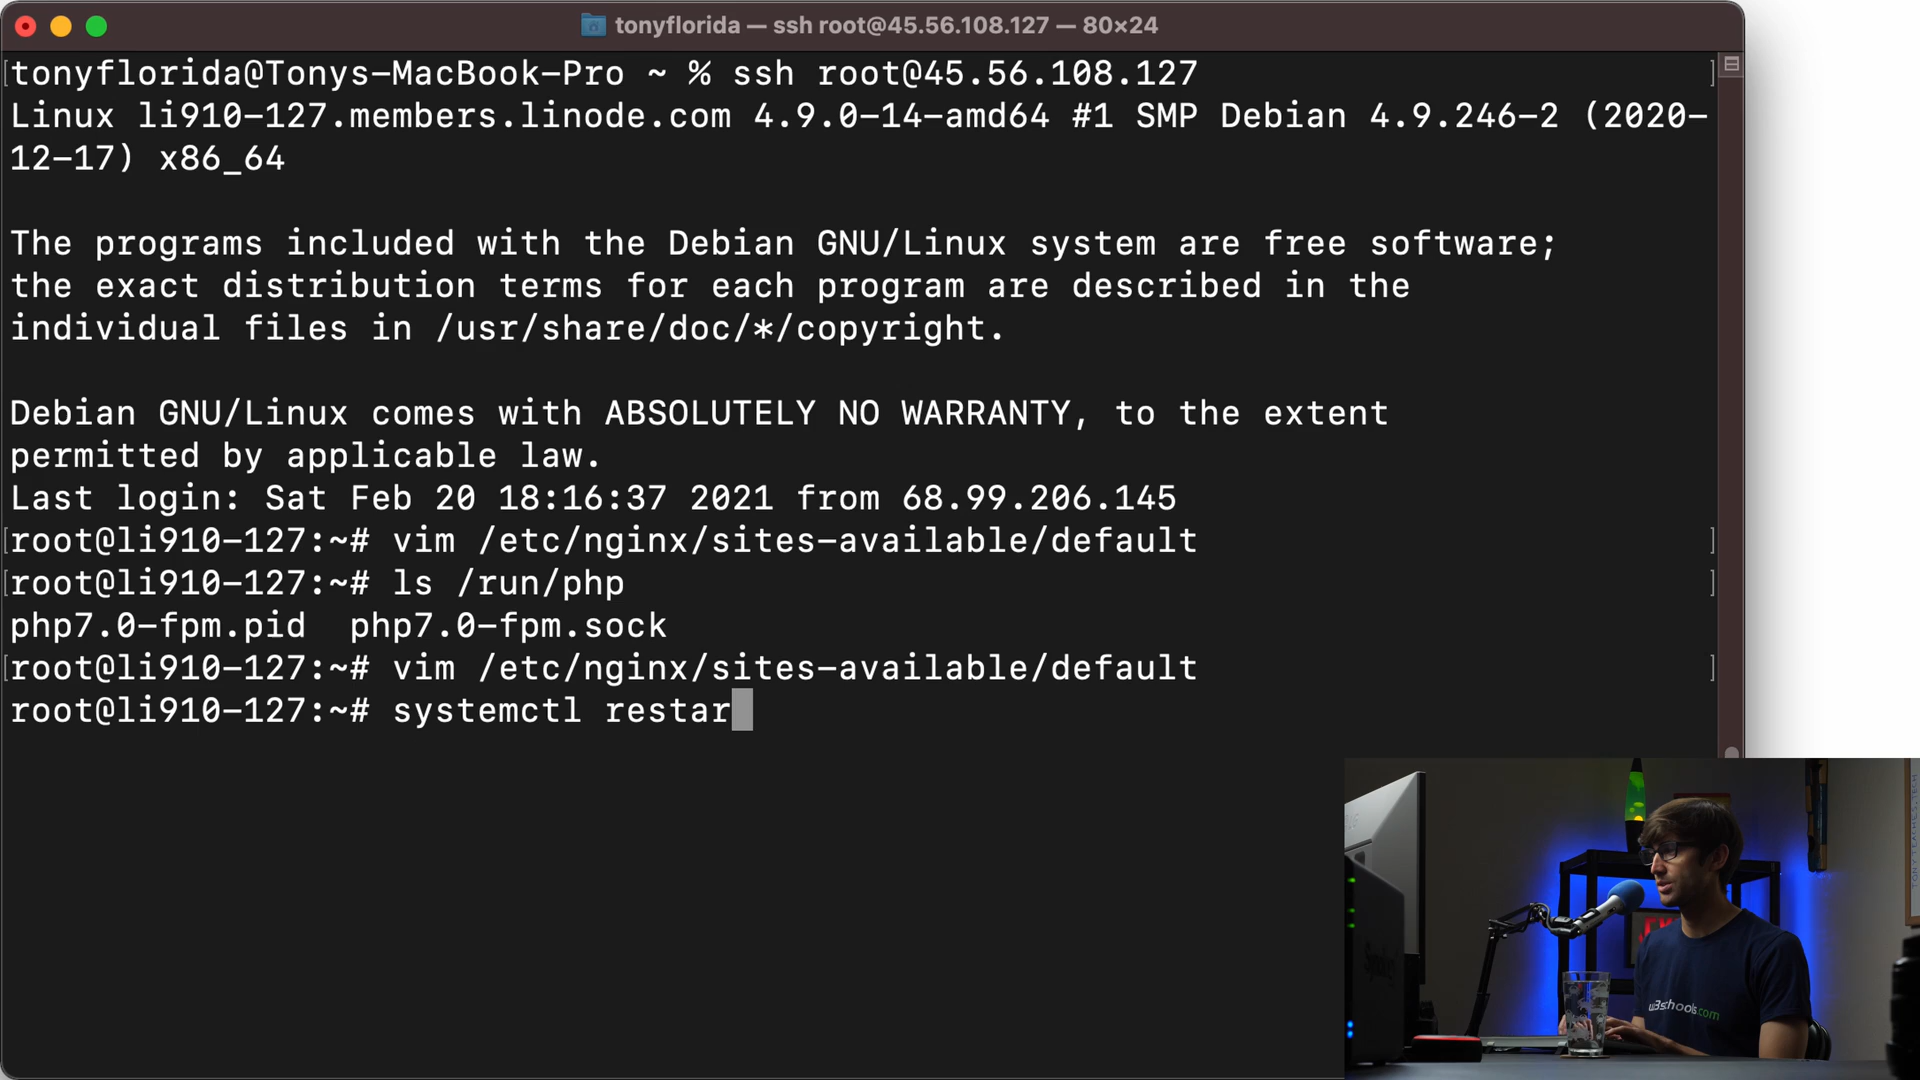 tonyflorida — ssh root@45.56.108.127 — 80×24
tonyflorida@Tonys-MacBook-Pro ~ % ssh root@45.56.108.127
Linux li910-127.members.linode.com 4.9.0-14-amd64 #1 SMP Debian 4.9.246-2 (2020-
12-17) x86_64
The programs included with the Debian GNU/Linux system are free software;
the exact distribution terms for each program are described in the
individual files in /usr/share/doc/*/copyright.
Debian GNU/Linux comes with ABSOLUTELY NO WARRANTY, to the extent
permitted by applicable law.
Last login: Sat Feb 20 18:16:37 2021 from 68.99.206.145
root@li910-127:~# vim /etc/nginx/sites-available/default
root@li910-127:~# ls /run/php
php7.0-fpm.pid  php7.0-fpm.sock
root@li910-127:~# vim /etc/nginx/sites-available/default
root@li910-127:~# systemctl restar
Synology
w3schools.com
TONYTEACHES.TECH